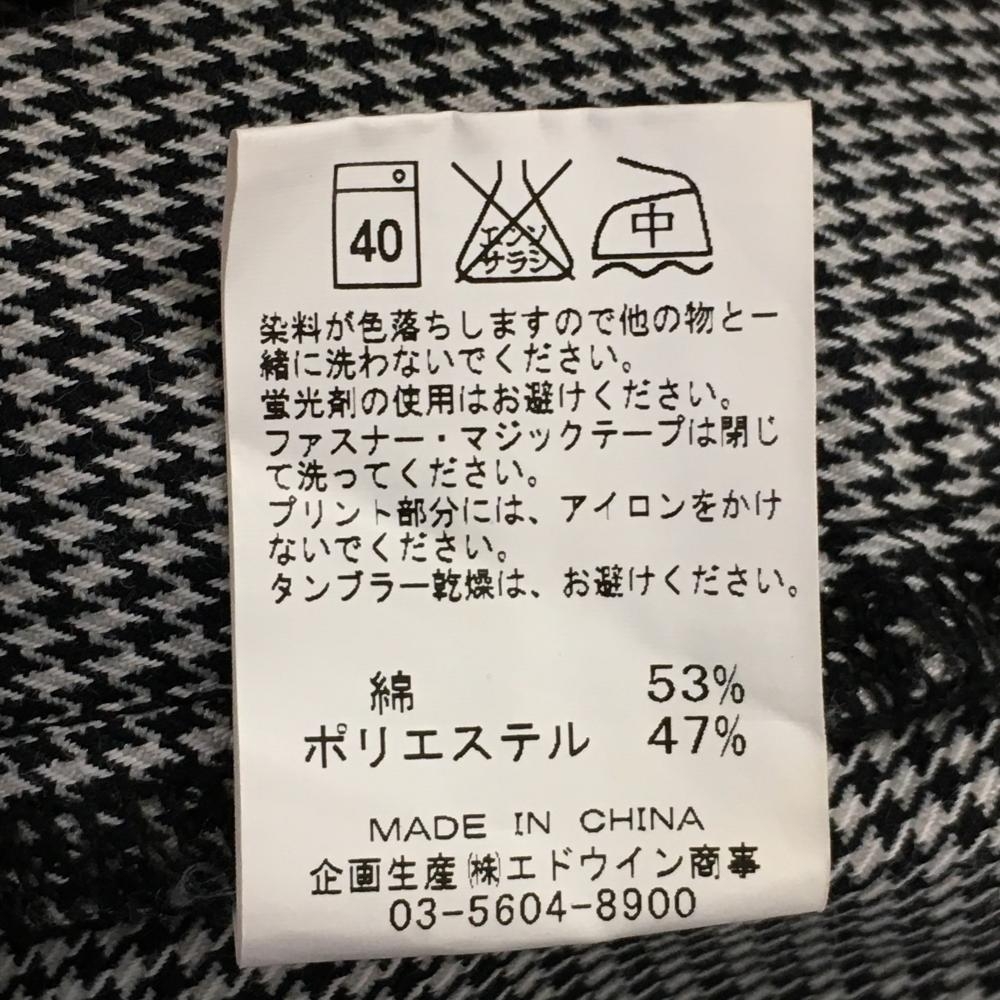 40
エンソ
サラシ
中
染料が色落ちしますので他の物と一
緒に洗わないでください。
蛍光剤の使用はお避けください。
ファスナー・マジックテープは閉じ
て洗ってください。
プリント部分には、アイロンをかけ
ないでください。
タンブラー乾燥は、お避けください。
綿 53%
ポリエステル 47%
MADE IN CHINA
企画生産㈱エドウイン商事
03-5604-8900